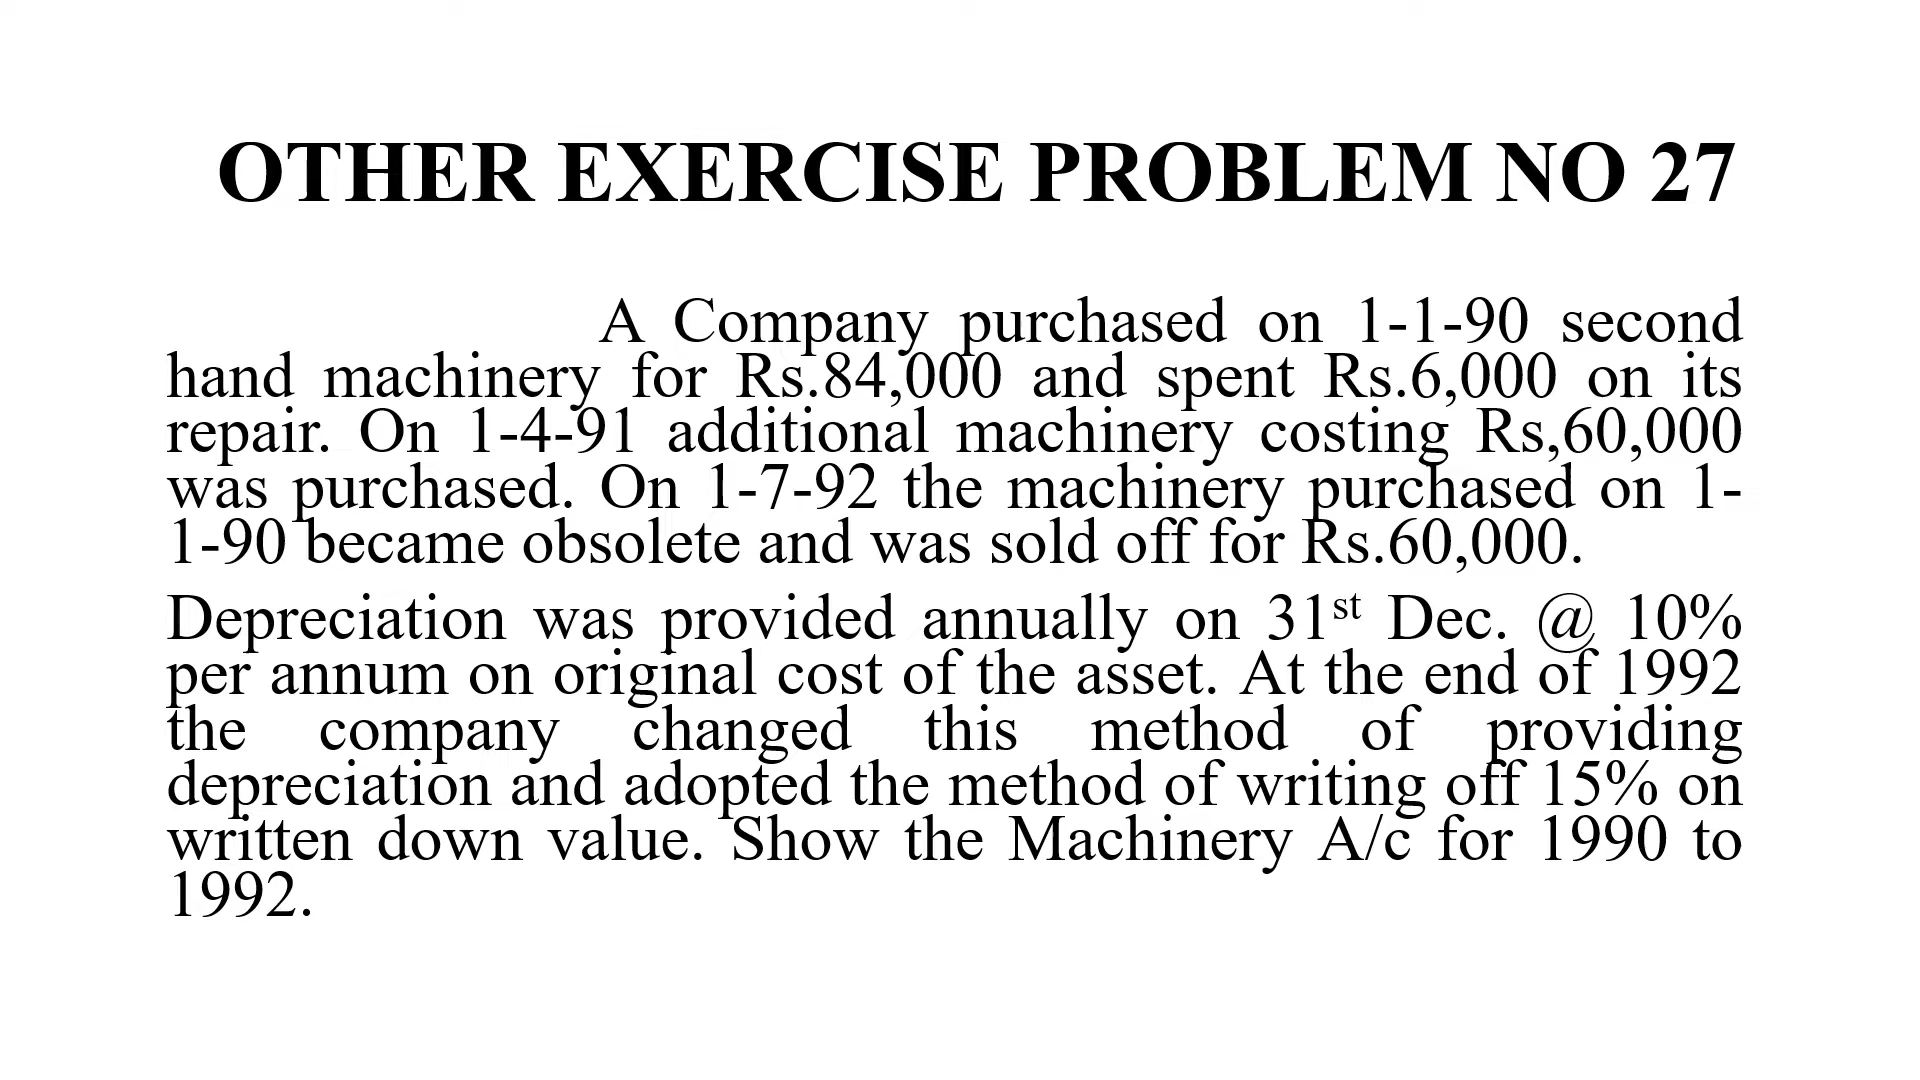 OTHER EXERCISE PROBLEM NO 27
A Company purchased on 1-1-90 second
hand machinery for Rs.84,000 and spent Rs.6,000 on its
repair. On 1-4-91 additional machinery costing Rs,60,000
was purchased. On 1-7-92 the machinery purchased on 1-
1-90 became obsolete and was sold off for Rs.60,000.
Depreciation was provided annually on 31st Dec. @ 10%
per annum on original cost of the asset. At the end of 1992
the company changed this method of providing
depreciation and adopted the method of writing off 15% on
written down value. Show the Machinery A/c for 1990 to
1992.